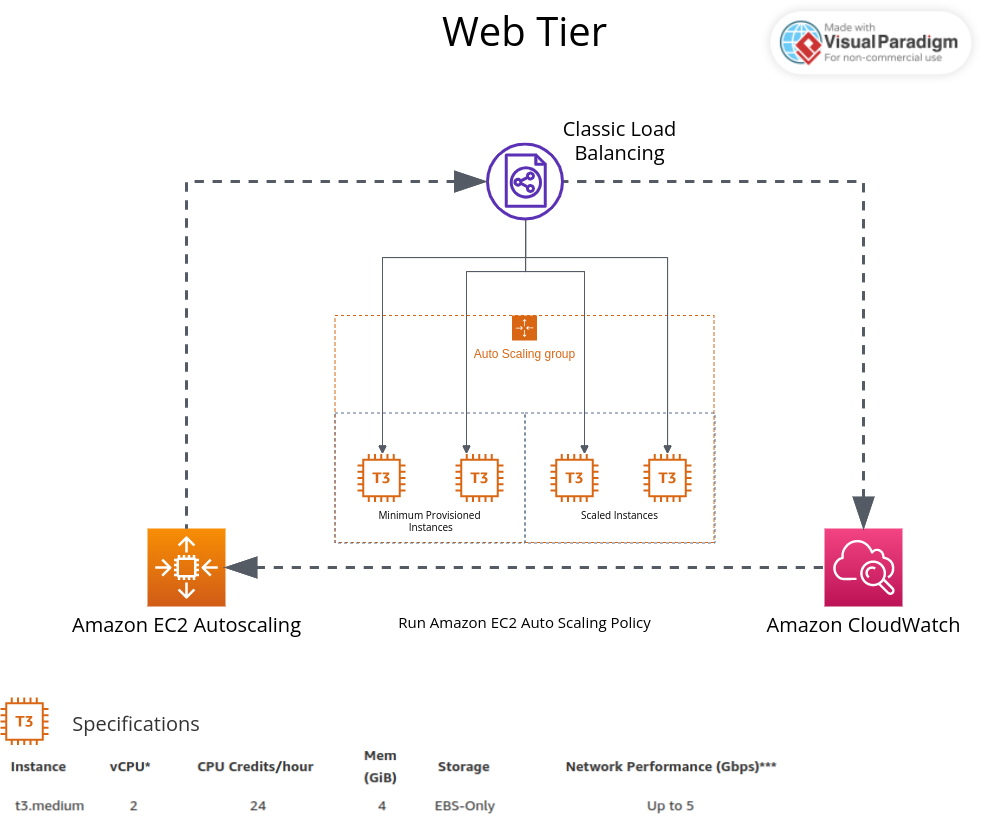 Web Tier
Made with
Visual Paradigm
For non-commercial use
Classic Load
Balancing
Auto Scaling group
T3
T3
T3
T3
Minimum Provisioned
Instances
Scaled Instances
Amazon EC2 Autoscaling
Run Amazon EC2 Auto Scaling Policy
Amazon CloudWatch
T3
Specifications
Instance vCPU* CPU Credits/hour Mem (GiB) Storage Network Performance (Gbps)***
t3.medium 2 24 4 EBS-Only Up to 5